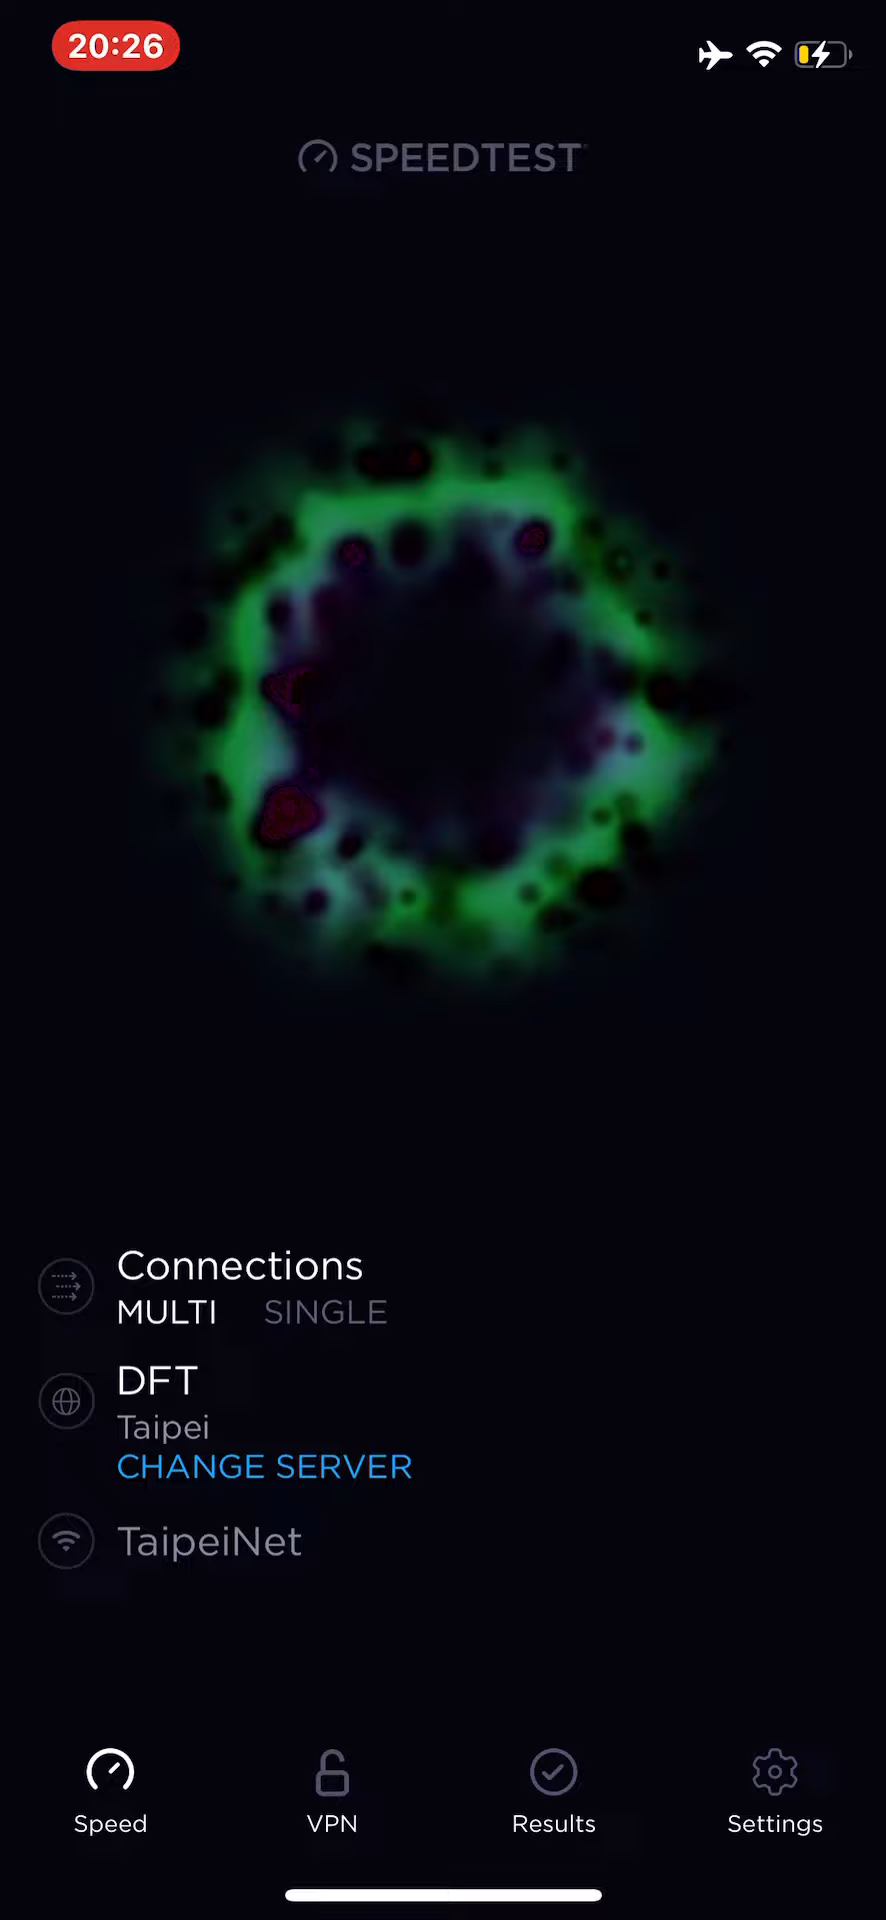 20:26
SPEEDTEST
Connections
MULTI SINGLE
DFT
Taipei
CHANGE SERVER
TaipeiNet
Speed VPN Results Settings